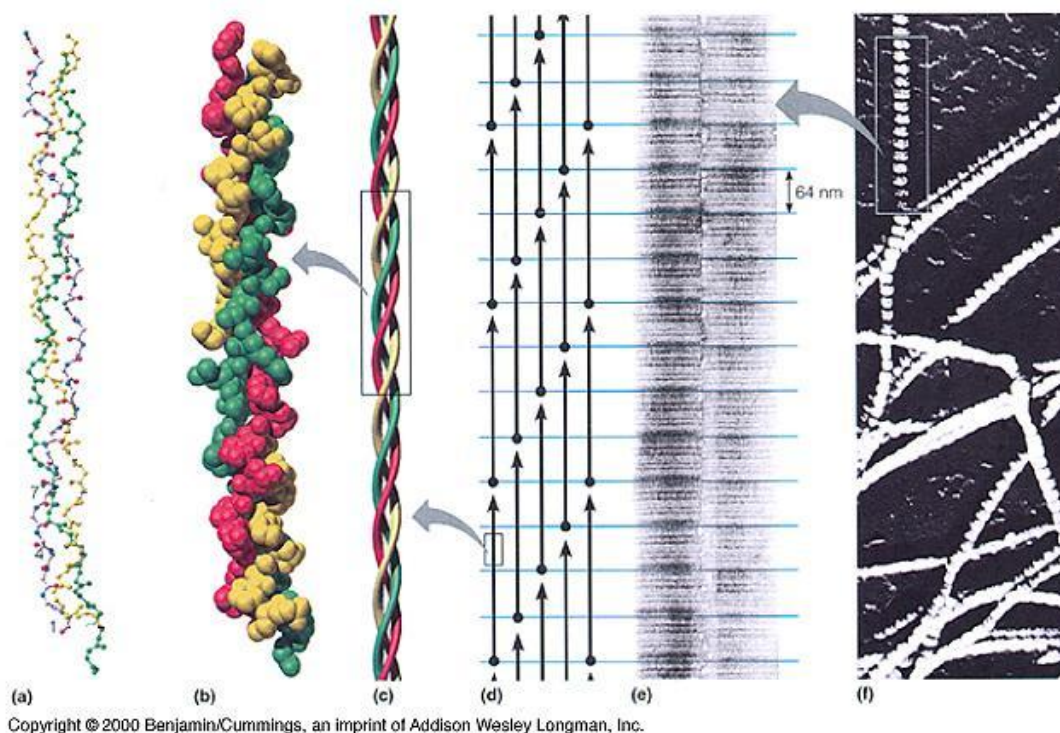 64 nm
(a) (b) (c) (d) (e) (f)
Copyright © 2000 Benjamin/Cummings, an imprint of Addison Wesley Longman, Inc.